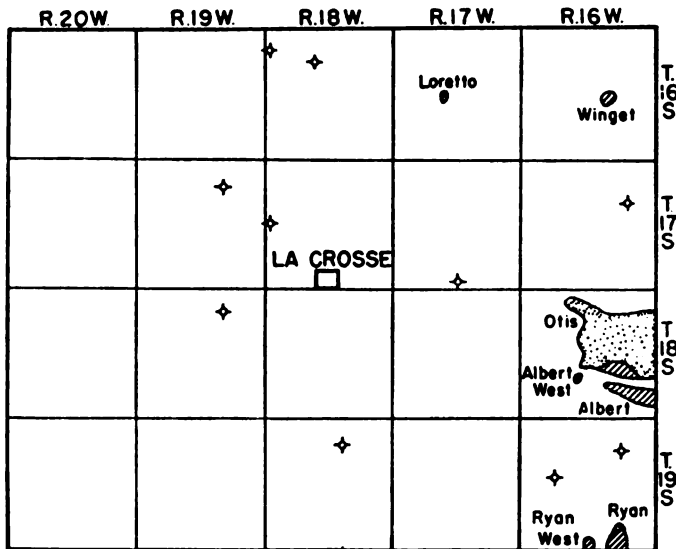 R.20W. R.19W. R.18W. R.17W. R.16W.
T.
16
S
Loretto
Winget
T.
17
S
LA CROSSE
Otis
T
18
S
Albert
West
Albert
T.
19
S
Ryan
West
Ryan